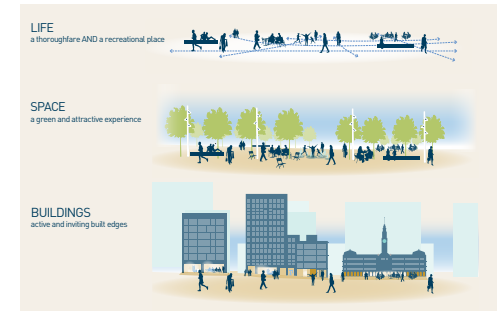 LIFE
a thoroughfare AND a recreational place
SPACE
a green and attractive experience
BUILDINGS
active and inviting built edges